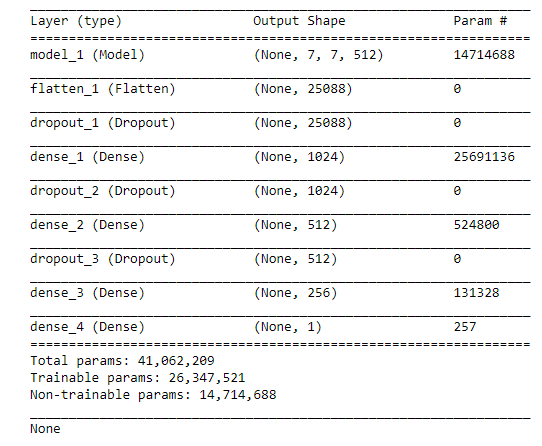 Layer (type) Output Shape Param #
model_1 (Model) (None, 7, 7, 512) 14714688
flatten_1 (Flatten) (None, 25088) 0
dropout_1 (Dropout) (None, 25088) 0
dense_1 (Dense) (None, 1024) 25691136
dropout_2 (Dropout) (None, 1024) 0
dense_2 (Dense) (None, 512) 524800
dropout_3 (Dropout) (None, 512) 0
dense_3 (Dense) (None, 256) 131328
dense_4 (Dense) (None, 1) 257
Total params: 41,062,209
Trainable params: 26,347,521
Non-trainable params: 14,714,688
None